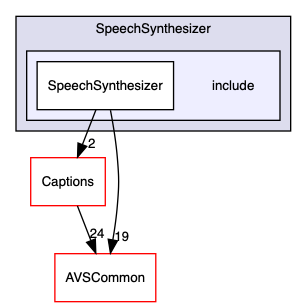 SpeechSynthesizer
SpeechSynthesizer include
2
Captions
24 19
AVSCommon